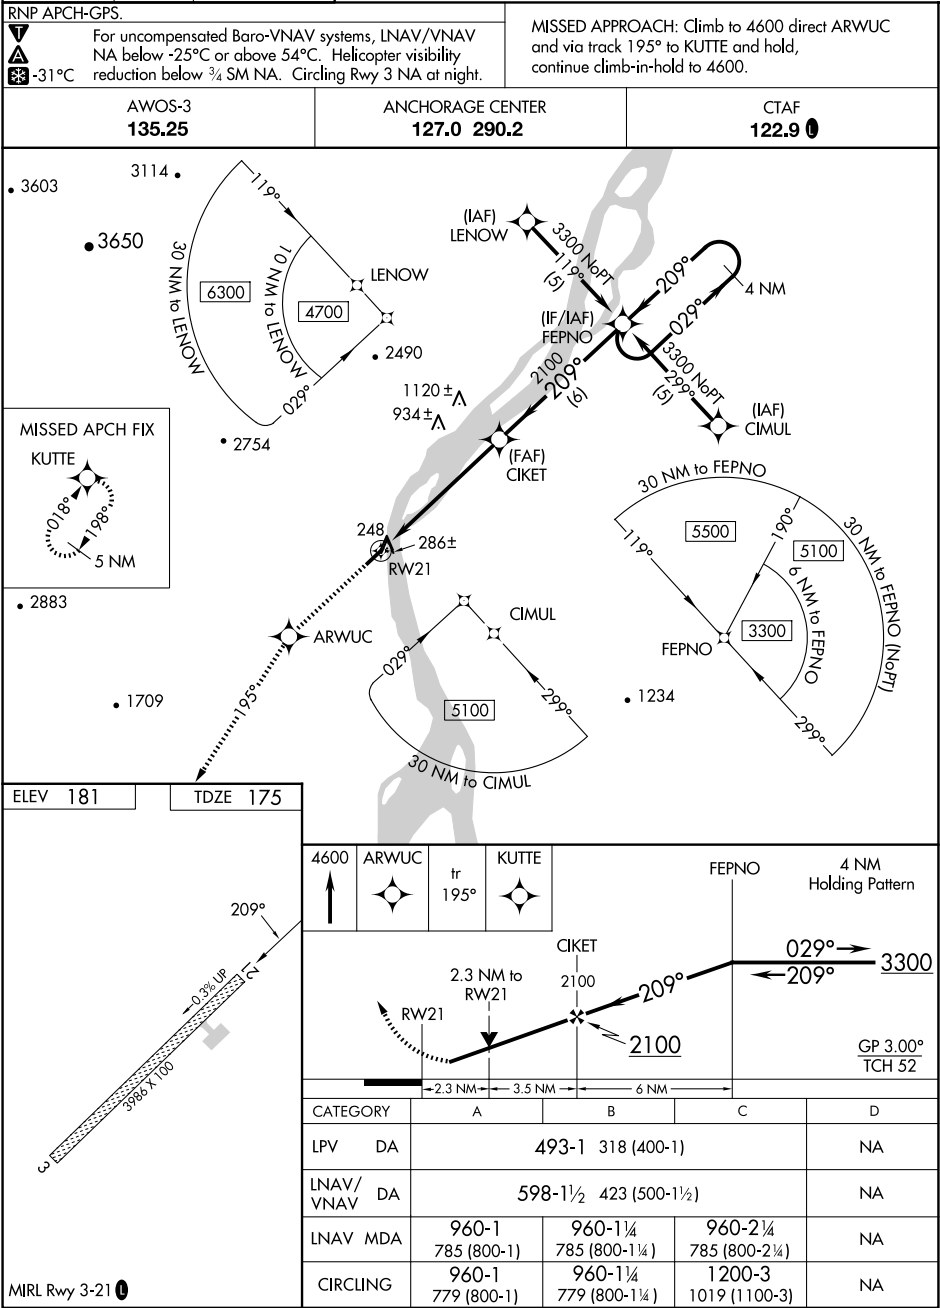 RNP APCH-GPS.
T
A
-31°C
For uncompensated Baro-VNAV systems, LNAV/VNAV
NA below -25°C or above 54°C. Helicopter visibility
reduction below ¾ SM NA. Circling Rwy 3 NA at night.
MISSED APPROACH: Climb to 4600 direct ARWUC
and via track 195° to KUTTE and hold,
continue climb-in-hold to 4600.
AWOS-3
135.25
ANCHORAGE CENTER
127.0 290.2
CTAF
122.9 L
3603
3114
3650
119°
30 NM to LENOW
6300
10 NM to LENOW
4700
LENOW
029°
2490
2754
(IAF)
LENOW
3300 NoPT
119°
(5)
(IF/IAF)
FEPNO
209°
029°
4 NM
2100
209°
(6)
3300 NoPT
299°
(5)
(IAF)
CIMUL
1120 ±
934 ±
(FAF)
CIKET
MISSED APCH FIX
KUTTE
018°
198°
5 NM
248
286±
RW21
30 NM to FEPNO
5500
119°
190°
5100
30 NM to FEPNO (NoPT)
6 NM to FEPNO
3300
FEPNO
299°
2883
ARWUC
195°
1709
CIMUL
029°
299°
5100
30 NM to CIMUL
1234
ELEV 181
TDZE 175
209°
21
0.3% UP
3986 X 100
3
MIRL Rwy 3-21 L
4600
ARWUC
tr
195°
KUTTE
FEPNO
4 NM
Holding Pattern
029°
209°
3300
CIKET
2100
209°
2.3 NM to
RW21
RW21
2100
GP 3.00°
TCH 52
2.3 NM
3.5 NM
6 NM
CATEGORY A B C D
LPV DA 493-1 318 (400-1) NA
LNAV/
VNAV DA 598-1½ 423 (500-1½) NA
LNAV MDA 960-1 960-1¼ 960-2¼ NA
785 (800-1) 785 (800-1¼) 785 (800-2¼)
CIRCLING 960-1 960-1¼ 1200-3 NA
779 (800-1) 779 (800-1¼) 1019 (1100-3)